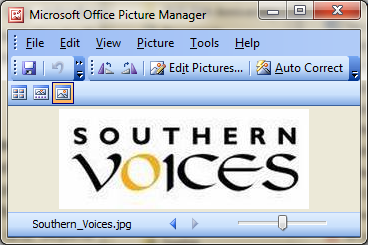 Microsoft Office Picture Manager
File Edit View Picture Tools Help
Edit Pictures... Auto Correct
SOUTHERN
VOICES
Southern_Voices.jpg